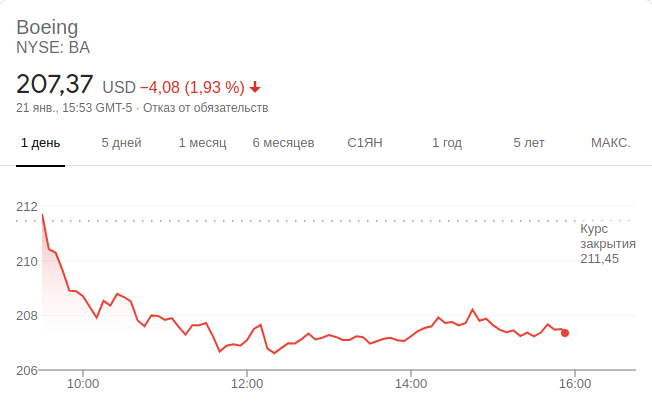 Boeing
NYSE: BA
207,37 USD −4,08 (1,93 %)
21 янв., 15:53 GMT-5 · Отказ от обязательств
1 день 5 дней 1 месяц 6 месяцев С1ЯН 1 год 5 лет МАКС.
212
Курс
закрытия
211,45
210
208
206
10:00 12:00 14:00 16:00